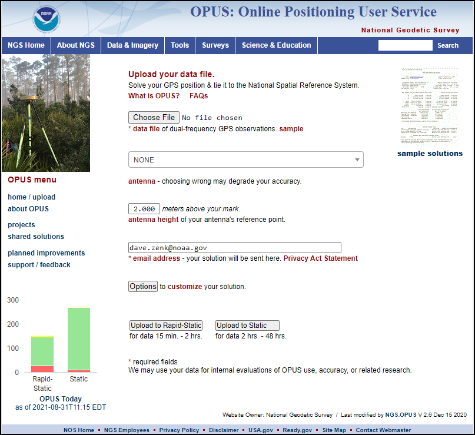 OPUS: Online Positioning User Service
National Geodetic Survey
NGS Home About NGS Data & Imagery Tools Surveys Science & Education Search
Upload your data file.
Solve your GPS position & tie it to the National Spatial Reference System.
What is OPUS? FAQs
Choose File No file chosen
* data file of dual-frequency GPS observations. sample
sample solutions
NONE
antenna - choosing wrong may degrade your accuracy.
2.000 meters above your mark.
antenna height of your antenna's reference point.
dave.zenk@noaa.gov
* email address - your solution will be sent here. Privacy Act Statement
Options to customize your solution.
Upload to Rapid-Static Upload to Static
for data 15 min. - 2 hrs. for data 2 hrs. - 48 hrs.
* required fields
We may use your data for internal evaluations of OPUS use, accuracy, or related research.
OPUS menu
home / upload
about OPUS
projects
shared solutions
planned improvements
support / feedback
300
200
100
0
Rapid-Static Static
OPUS Today
as of 2021-08-31T11:15 EDT
Website Owner: National Geodetic Survey / Last modified by NGS.OPUS V 2.6 Dec 15 2020
NGS Home • NGS Employees • Privacy Policy • Disclaimer • USA.gov • Ready.gov • Site Map • Contact Webmaster